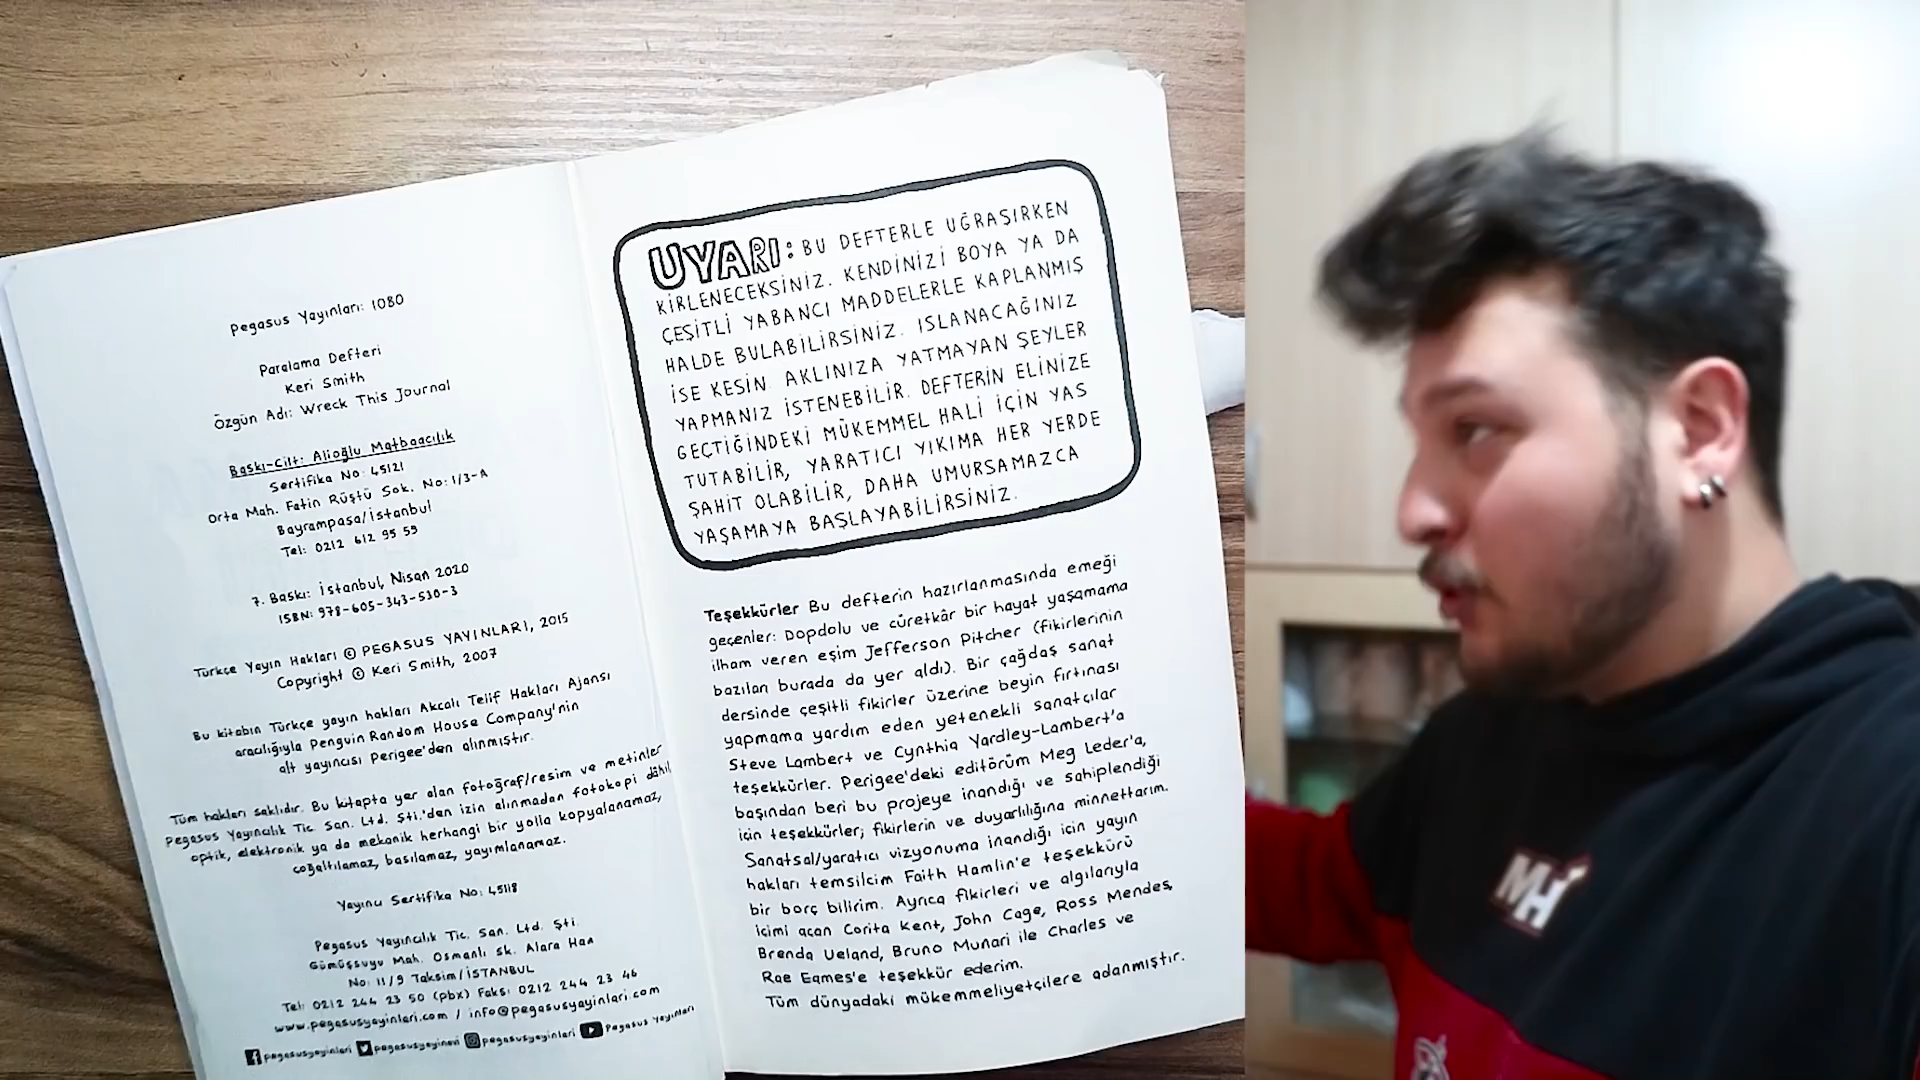 Pegasus Yayınları: 1080
Paralama Defteri
Keri Smith
Özgün Adı: Wreck This Journal
Baskı-Cilt: Alioğlu Matbaacılık
Sertifika No: 45121
Orta Mah. Fatin Rüştü Sok. No: 1/3-A
Bayrampaşa/İstanbul
Tel: 0212 612 95 59
7. Baskı: İstanbul, Nisan 2020
ISBN: 978-605-343-530-3
Türkçe Yayın Hakları © PEGASUS YAYINLARI, 2015
Copyright © Keri Smith, 2007
Bu kitabın Türkçe yayın hakları Akcalı Telif Hakları Ajansı
aracılığıyla Penguin Random House Company'nin
alt yayıncısı Perigee'den alınmıştır.
Tüm hakları saklıdır. Bu kitapta yer alan fotoğraf/resim ve metinler
Pegasus Yayıncılık Tic. San. Ltd. Şti.'den izin alınmadan fotokopi dâhil
optik, elektronik ya da mekanik herhangi bir yolla kopyalanamaz,
çoğaltılamaz, basılamaz, yayımlanamaz.
Yayıncı Sertifika No: 45118
Pegasus Yayıncılık Tic. San. Ltd. Şti.
Gümüşsuyu Mah. Osmanlı Sk. Alara Han
No: 11/9 Taksim/İSTANBUL
Tel: 0212 244 23 50 (pbx) Faks: 0212 244 23 46
www.pegasusyayinlari.com / info@pegasusyayinlari.com
pegasusyayinlari pegasusyayinevi pegasusyayinlari Pegasus Yayınları
UYARI: BU DEFTERLE UĞRAŞIRKEN
KİRLENECEKSİNİZ. KENDİNİZİ BOYA YA DA
ÇEŞİTLİ YABANCI MADDELERLE KAPLANMIŞ
HALDE BULABİLİRSİNİZ. ISLANACAĞINIZ
İSE KESİN. AKLINIZA YATMAYAN ŞEYLER
YAPMANIZ İSTENEBİLİR. DEFTERİN ELİNİZE
GEÇTİĞİNDEKİ MÜKEMMEL HALİ İÇİN YAS
TUTABİLİR, YARATICI YIKIMA HER YERDE
ŞAHİT OLABİLİR, DAHA UMURSAMAZCA
YAŞAMAYA BAŞLAYABİLİRSİNİZ.
Teşekkürler Bu defterin hazırlanmasında emeği
geçenler: Dopdolu ve cüretkâr bir hayat yaşamama
ilham veren eşim Jefferson Pitcher (fikirlerinin
bazıları burada da yer aldı). Bir çağdaş sanat
dersinde çeşitli fikirler üzerine beyin fırtınası
yapmama yardım eden yetenekli sanatçılar
Steve Lambert ve Cynthia Yardley-Lambert'a
teşekkürler. Perigee'deki editörüm Meg Leder'a,
başından beri bu projeye inandığı ve sahiplendiği
için teşekkürler; fikirlerin ve duyarlılığına minnettarım.
Sanatsal/yaratıcı vizyonuma inandığı için yayın
hakları temsilcim Faith Hamlin'e teşekkürü
bir borç bilirim. Ayrıca fikirleri ve algılarıyla
içimi açan Corita Kent, John Cage, Ross Mendes,
Brenda Ueland, Bruno Munari ile Charles ve
Rae Eames'e teşekkür ederim.
Tüm dünyadaki mükemmeliyetçilere adanmıştır.
MH